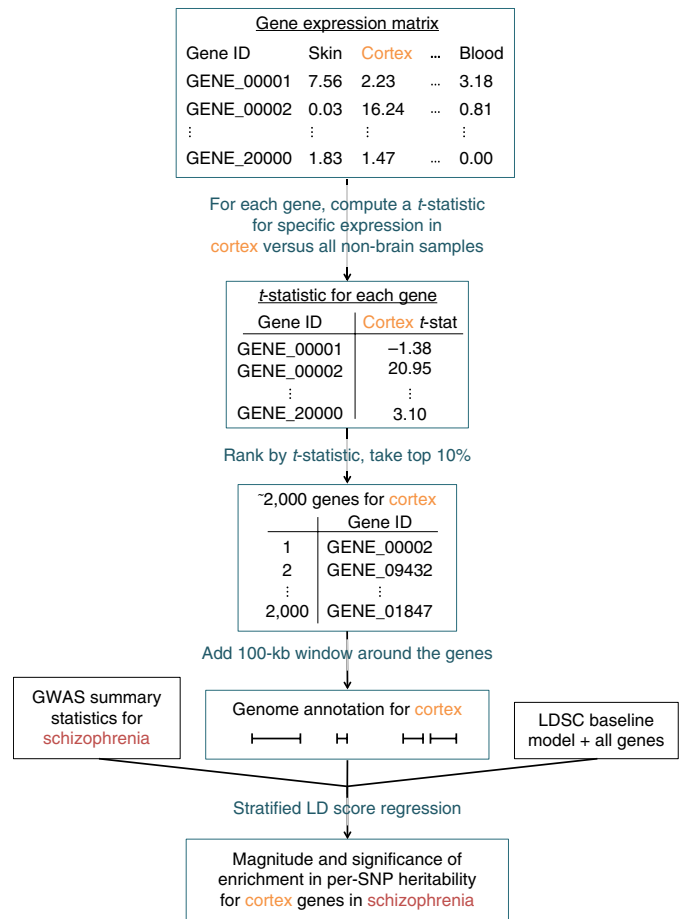 Gene expression matrix
Gene ID Skin Cortex ... Blood
GENE_00001 7.56 2.23 ... 3.18
GENE_00002 0.03 16.24 ... 0.81
⋮ ⋮ ⋮ ⋮
GENE_20000 1.83 1.47 ... 0.00
For each gene, compute a t-statistic
for specific expression in
cortex versus all non-brain samples
t-statistic for each gene
Gene ID Cortex t-stat
GENE_00001 –1.38
GENE_00002 20.95
⋮ ⋮
GENE_20000 3.10
Rank by t-statistic, take top 10%
~2,000 genes for cortex
Gene ID
1 GENE_00002
2 GENE_09432
⋮ ⋮
2,000 GENE_01847
Add 100-kb window around the genes
GWAS summary
statistics for
schizophrenia
Genome annotation for cortex
LDSC baseline
model + all genes
Stratified LD score regression
Magnitude and significance of
enrichment in per-SNP heritability
for cortex genes in schizophrenia